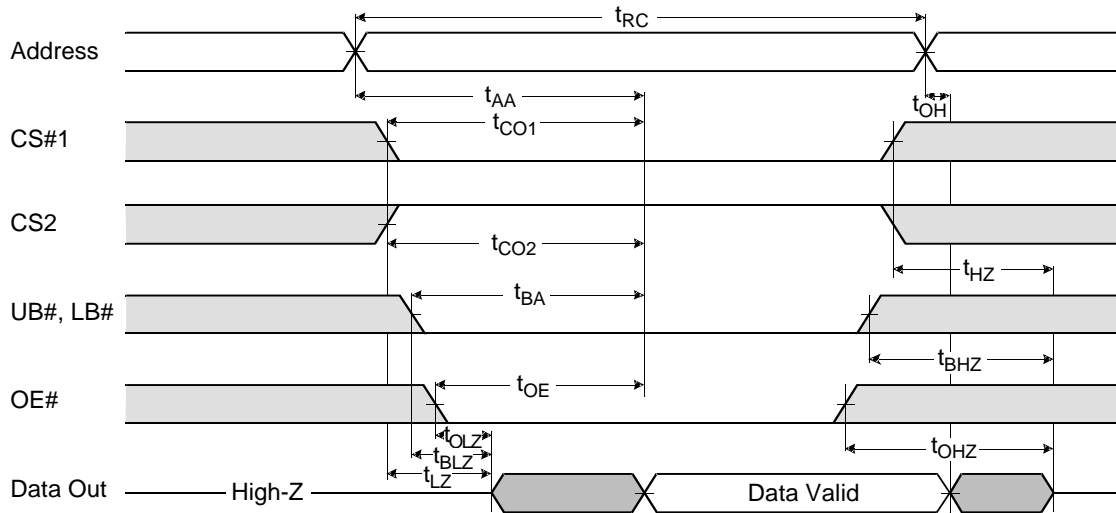 tRC
Address
tAA
tOH
CS#1
tCO1
CS2
tCO2
tHZ
UB#, LB#
tBA
tBHZ
OE#
tOE
tOLZ
tBLZ
tOHZ
tLZ
Data Out
High-Z
Data Valid